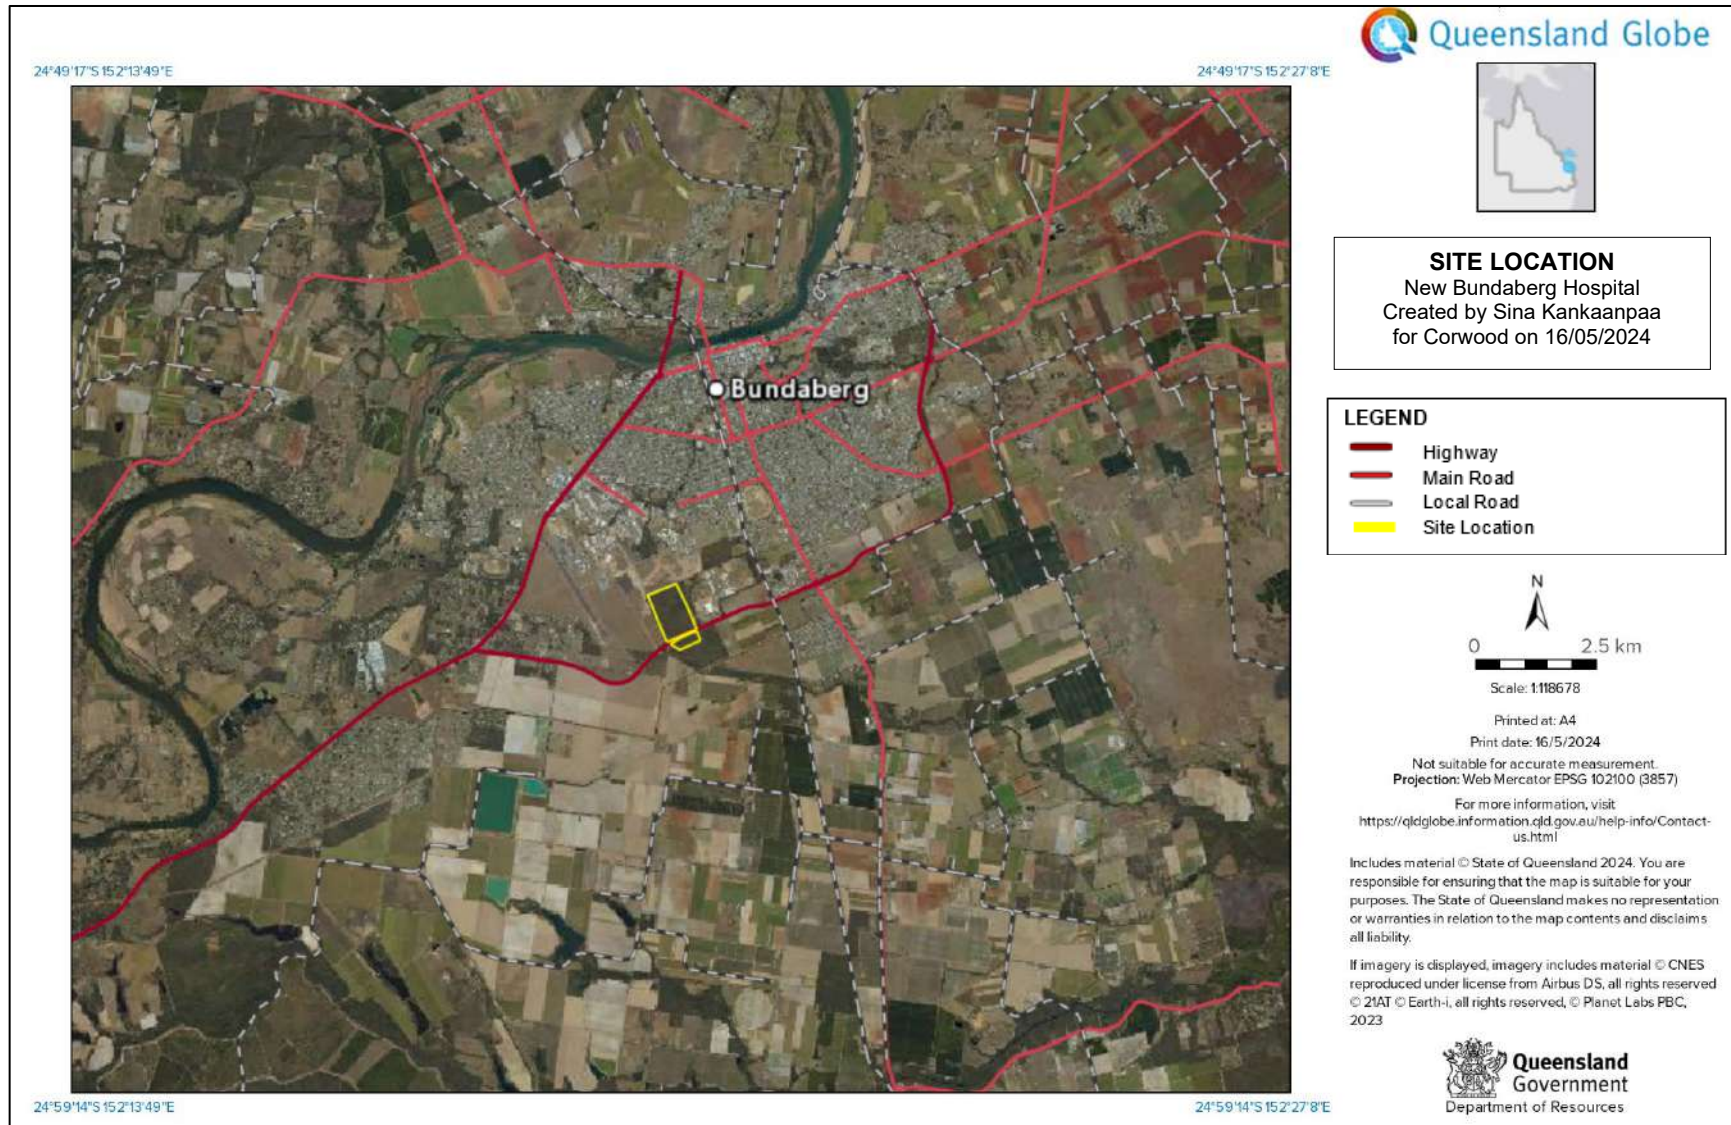 Queensland Globe
24°49'17"S 152°13'49"E
24°49'17"S 152°27'8"E
Bundaberg
24°59'14"S 152°13'49"E
24°59'14"S 152°27'8"E
SITE LOCATION
New Bundaberg Hospital
Created by Sina Kankaanpaa
for Corwood on 16/05/2024
LEGEND
Highway
Main Road
Local Road
Site Location
N
0 2.5 km
Scale: 1:118678
Printed at: A4
Print date: 16/5/2024
Not suitable for accurate measurement.
Projection: Web Mercator EPSG 102100 (3857)
For more information, visit
https://qldglobe.information.qld.gov.au/help-info/Contact-
us.html
Includes material © State of Queensland 2024. You are
responsible for ensuring that the map is suitable for your
purposes. The State of Queensland makes no representation
or warranties in relation to the map contents and disclaims
all liability.
If imagery is displayed, imagery includes material © CNES
reproduced under license from Airbus DS, all rights reserved
© 21AT © Earth-i, all rights reserved, © Planet Labs PBC,
2023
Queensland
Government
Department of Resources